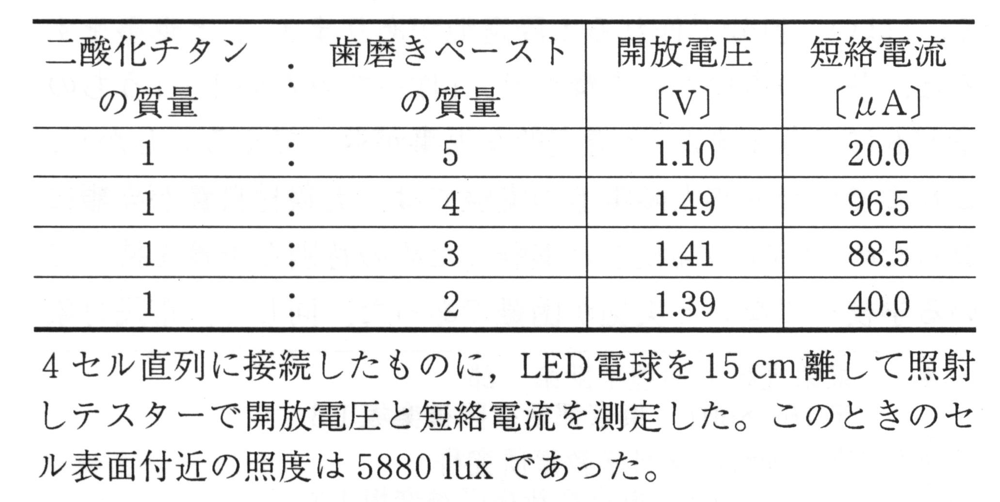 二酸化チタンの質量 : 歯磨きペーストの質量 開放電圧〔V〕 短絡電流〔μA〕
1 : 5 1.10 20.0
1 : 4 1.49 96.5
1 : 3 1.41 88.5
1 : 2 1.39 40.0
4セル直列に接続したものに，LED電球を15 cm離して照射
しテスターで開放電圧と短絡電流を測定した。このときのセ
ル表面付近の照度は5880 luxであった。